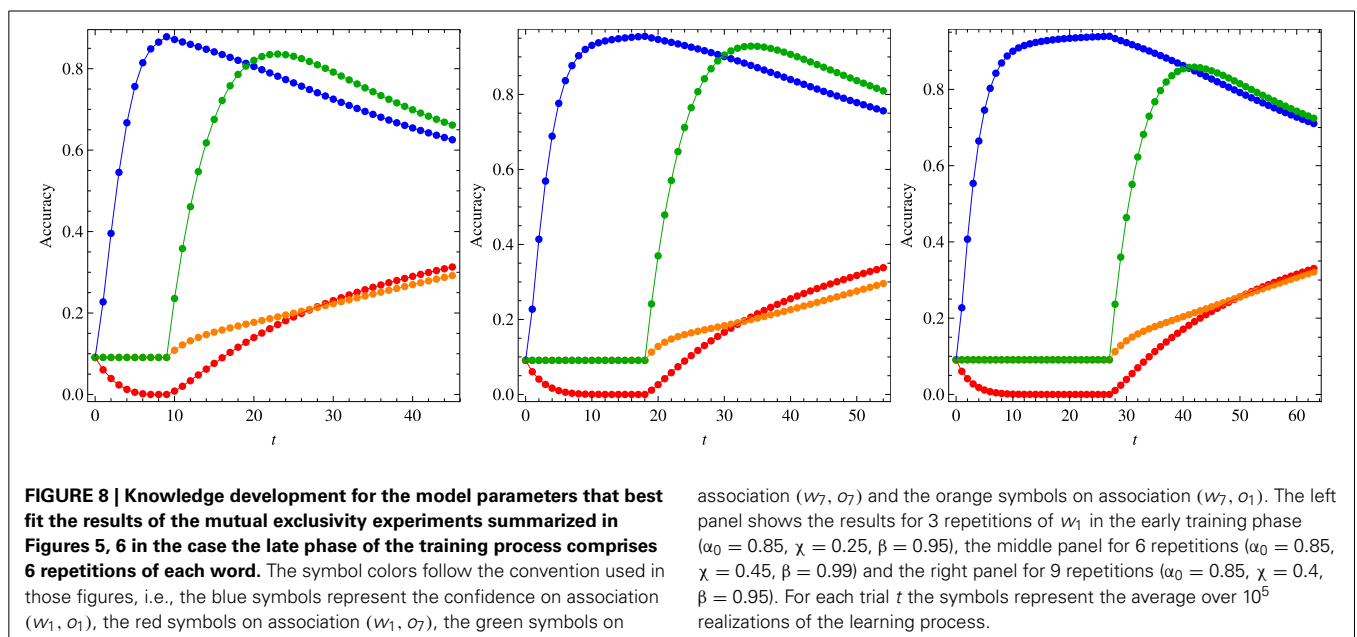 0.8
0.6
0.4
0.2
0.0
Accuracy
0
10
20
30
40
t
0.8
0.6
0.4
0.2
0.0
Accuracy
0
10
20
30
40
50
t
0.8
0.6
0.4
0.2
0.0
Accuracy
0
10
20
30
40
50
60
t
FIGURE 8 | Knowledge development for the model parameters that best
fit the results of the mutual exclusivity experiments summarized in
Figures 5, 6 in the case the late phase of the training process comprises
6 repetitions of each word. The symbol colors follow the convention used in
those figures, i.e., the blue symbols represent the confidence on association
(w₁, o₁), the red symbols on association (w₁, o₇), the green symbols on
association (w₇, o₇) and the orange symbols on association (w₇, o₁). The left
panel shows the results for 3 repetitions of w₁ in the early training phase
(α₀ = 0.85, χ = 0.25, β = 0.95), the middle panel for 6 repetitions (α₀ = 0.85,
χ = 0.45, β = 0.99) and the right panel for 9 repetitions (α₀ = 0.85, χ = 0.4,
β = 0.95). For each trial t the symbols represent the average over 10⁵
realizations of the learning process.